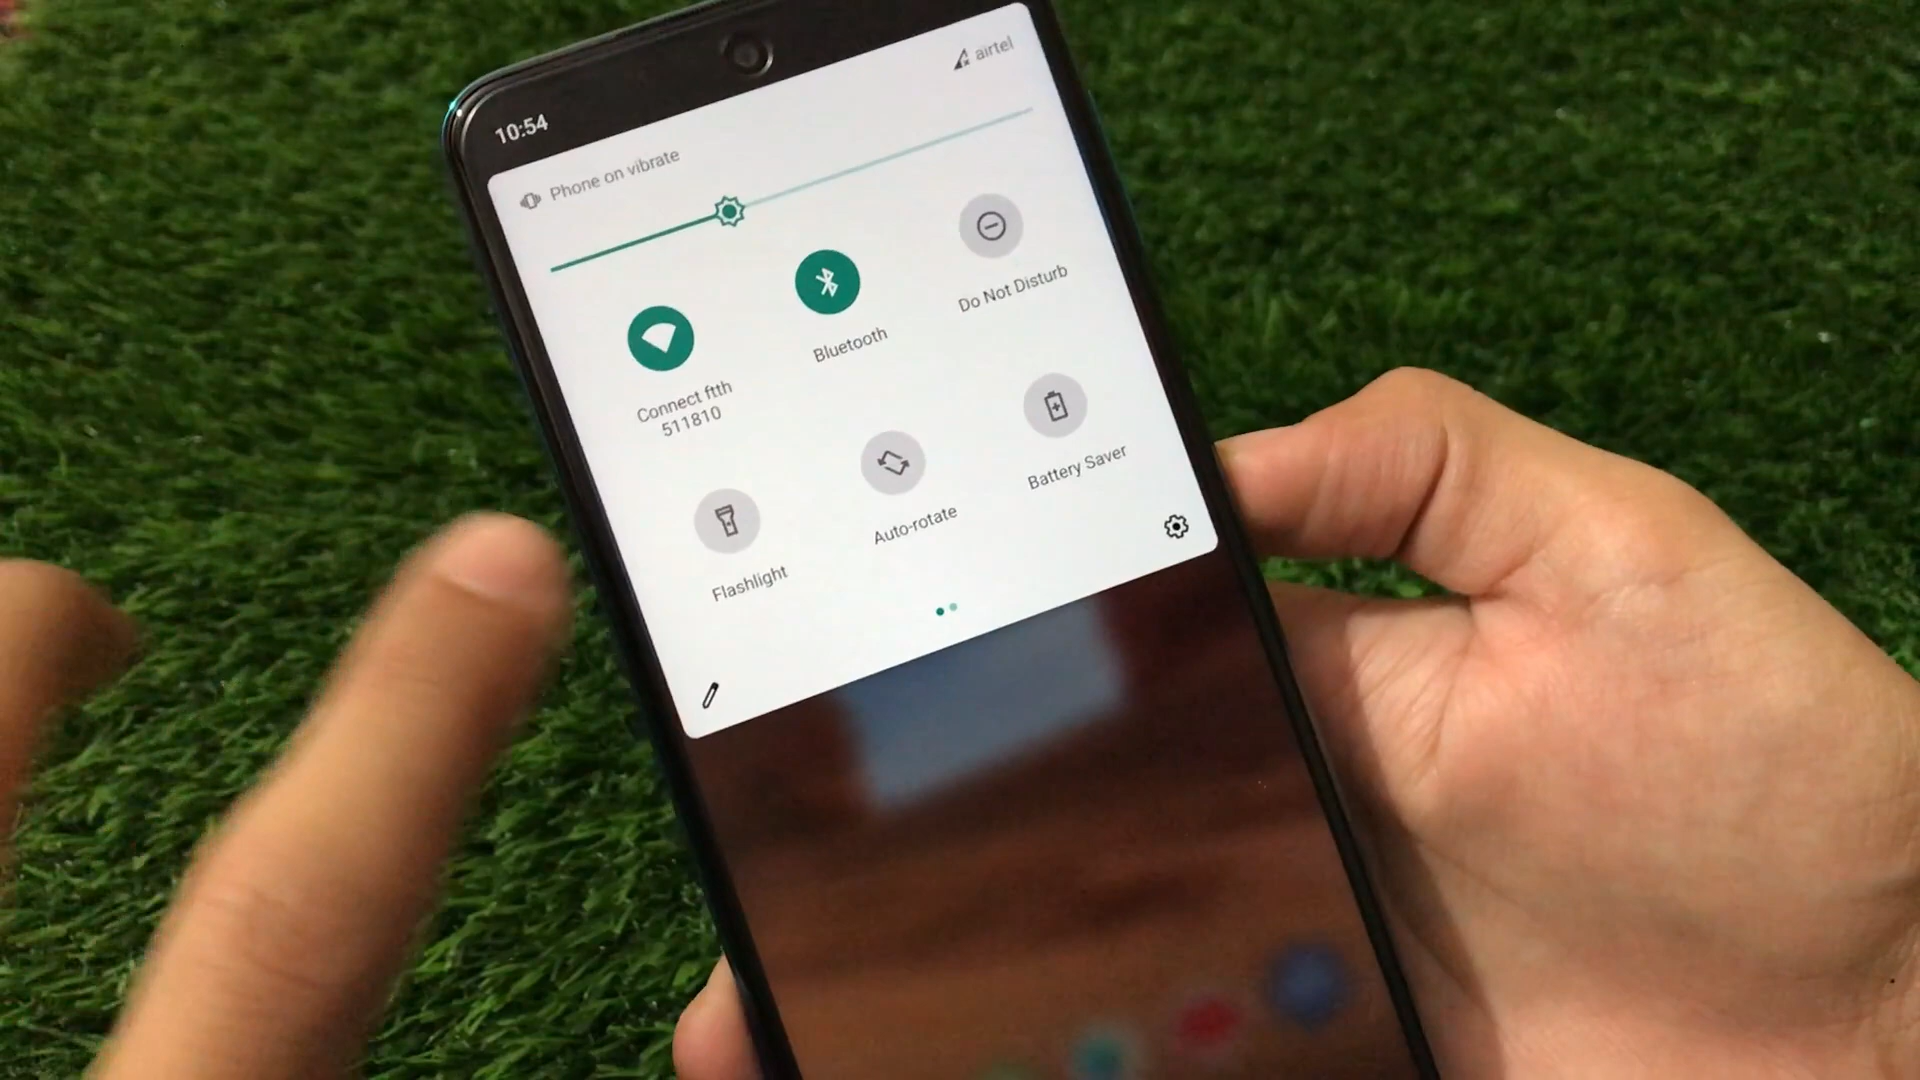 10:54
airtel
Phone on vibrate
Connect ftth
511810
Bluetooth
Do Not Disturb
Flashlight
Auto-rotate
Battery Saver